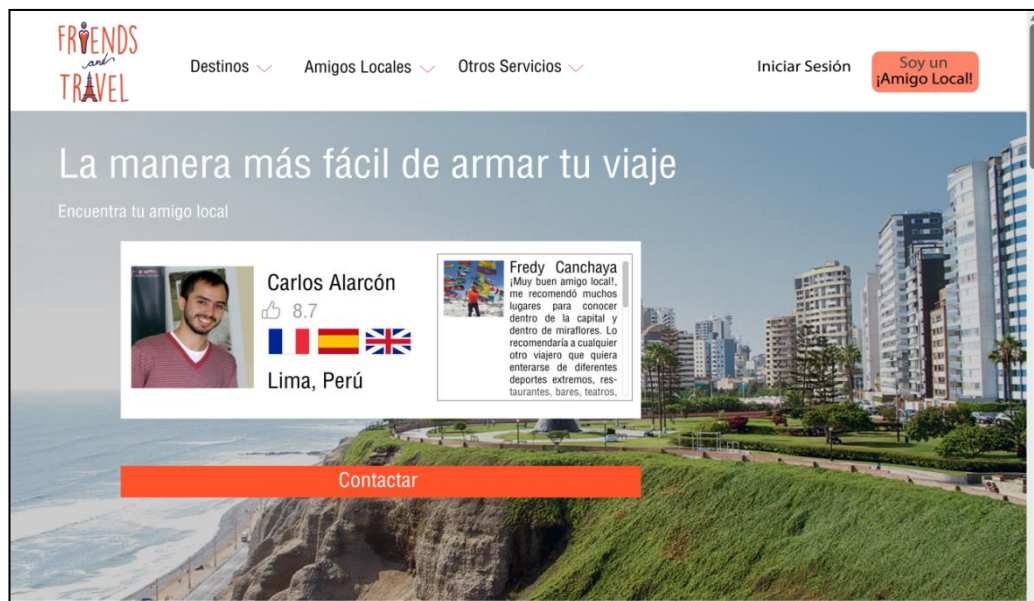 FRIENDS
and
TRAVEL
Destinos
Amigos Locales
Otros Servicios
Iniciar Sesión
Soy un
¡Amigo Local!
La manera más fácil de armar tu viaje
Encuentra tu amigo local
Carlos Alarcón
8.7
Lima, Perú
Fredy Canchaya
¡Muy buen amigo local!,
me recomendó muchos
lugares para conocer
dentro de la capital y
dentro de miraflores. Lo
recomendaría a cualquier
otro viajero que quiera
enterarse de diferentes
deportes extremos, res-
taurantes, bares, teatros,
Contactar